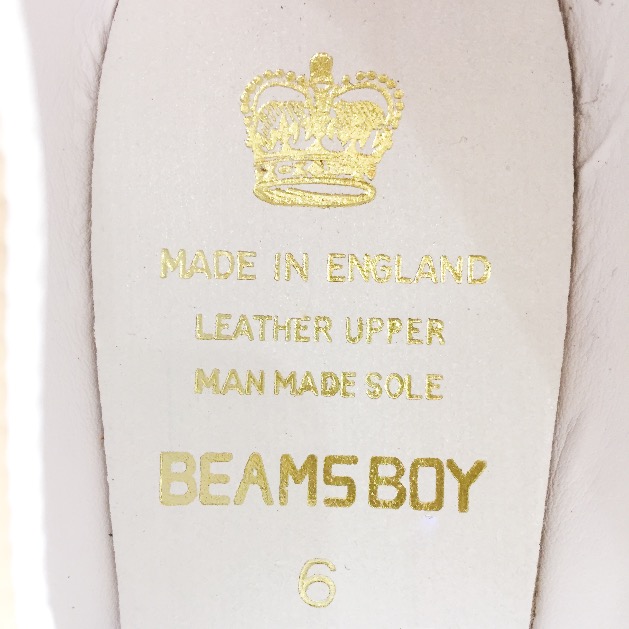 MADE IN ENGLAND
LEATHER UPPER
MAN MADE SOLE
BEAMS BOY
6